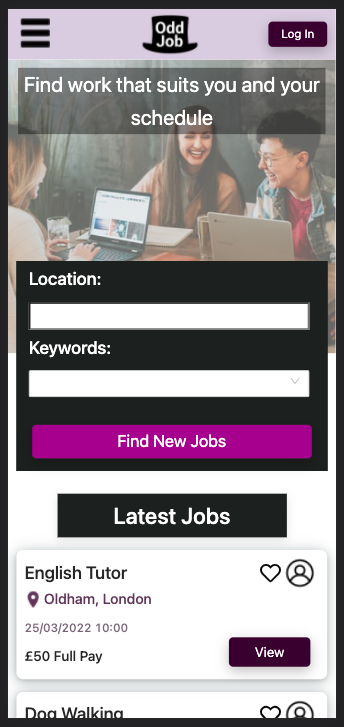 Odd
Job
Log In
Find work that suits you and your
schedule
Location:
Keywords:
Find New Jobs
Latest Jobs
English Tutor
Oldham, London
25/03/2022 10:00
£50 Full Pay
View
Dog Walking